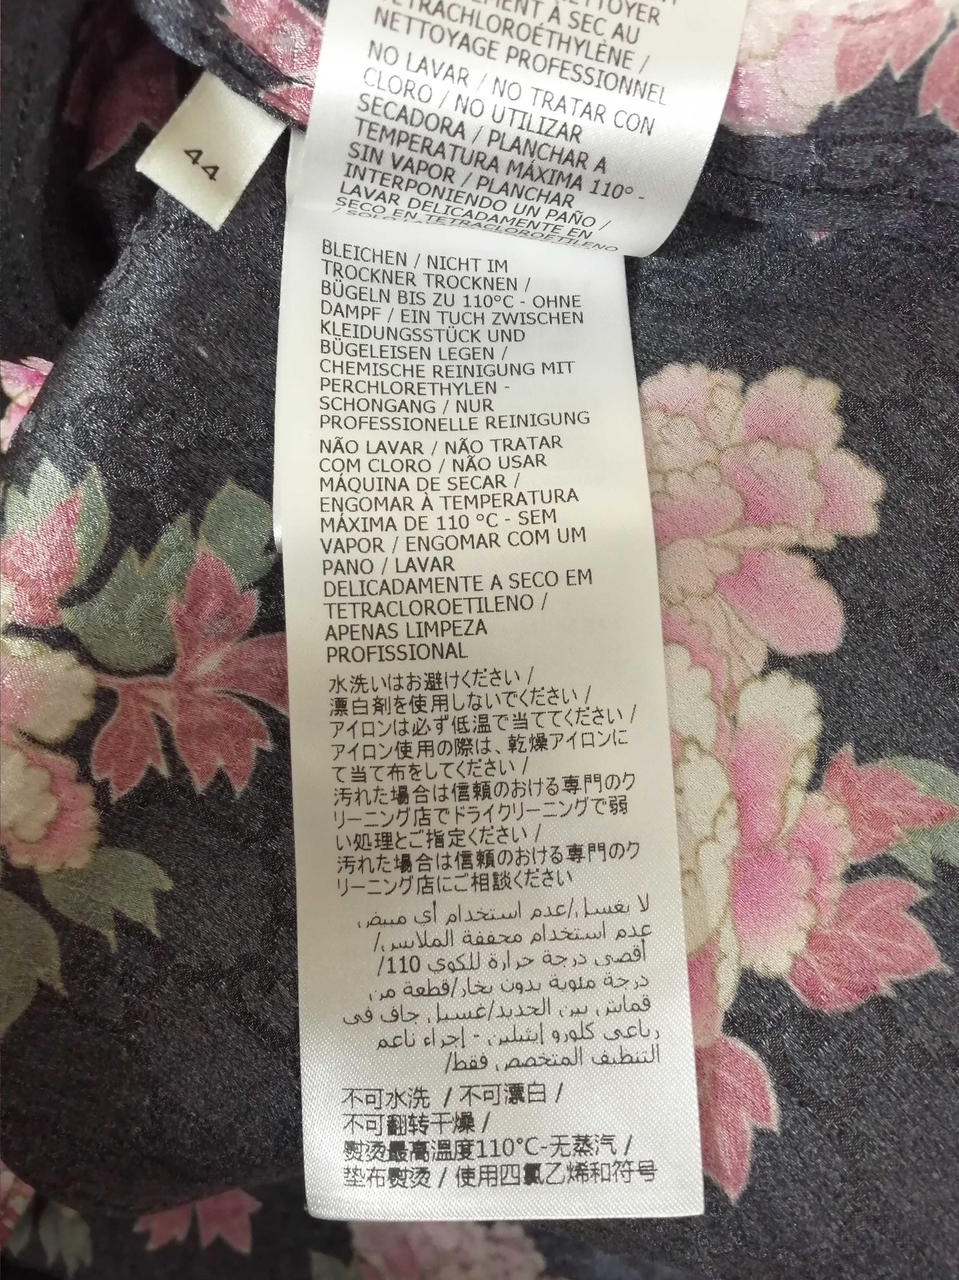 NETTOYER
EMENT À SEC AU
TETRACHLOROÉTHYLÈNE /
NETTOYAGE PROFESSIONNEL
NO LAVAR / NO TRATAR CON
CLORO / NO UTILIZAR
SECADORA / PLANCHAR A
TEMPERATURA MÁXIMA 110° -
SIN VAPOR / PLANCHAR
INTERPONIENDO UN PAÑO /
LAVAR DELICADAMENTE EN
SECO EN TETRACLOROETILENO
44
BLEICHEN / NICHT IM
TROCKNER TROCKNEN /
BÜGELN BIS ZU 110°C - OHNE
DAMPF / EIN TUCH ZWISCHEN
KLEIDUNGSSTÜCK UND
BÜGELEISEN LEGEN /
CHEMISCHE REINIGUNG MIT
PERCHLORETHYLEN -
SCHONGANG / NUR
PROFESSIONELLE REINIGUNG
NÃO LAVAR / NÃO TRATAR
COM CLORO / NÃO USAR
MÁQUINA DE SECAR /
ENGOMAR À TEMPERATURA
MÁXIMA DE 110 °C - SEM
VAPOR / ENGOMAR COM UM
PANO / LAVAR
DELICADAMENTE A SECO EM
TETRACLOROETILENO /
APENAS LIMPEZA
PROFISSIONAL
水洗いはお避けください /
漂白剤を使用しないでください /
アイロンは必ず低温で当ててください /
アイロン使用の際は、乾燥アイロンに
て当て布をしてください /
汚れた場合は信頼のおける専門のク
リーニング店でドライクリーニングで弱
い処理とご指定ください /
汚れた場合は信頼のおける専門のク
リーニング店にご相談ください
لا يغسل/عدم استخدام أي مبيض
عدم استخدام مجففة الملابس/
أقصى درجة حرارة للكوي 110/
درجة مئوية بدون بخار/قطعة من
قماش بين الحديد/غسيل جاف في
رباعي كلورو إيثيلين - إجراء ناعم
التنظيف المتخصص فقط/
不可水洗 / 不可漂白 /
不可翻转干燥 /
熨烫最高温度110°C-无蒸汽 /
垫布熨烫 / 使用四氯乙烯和符号